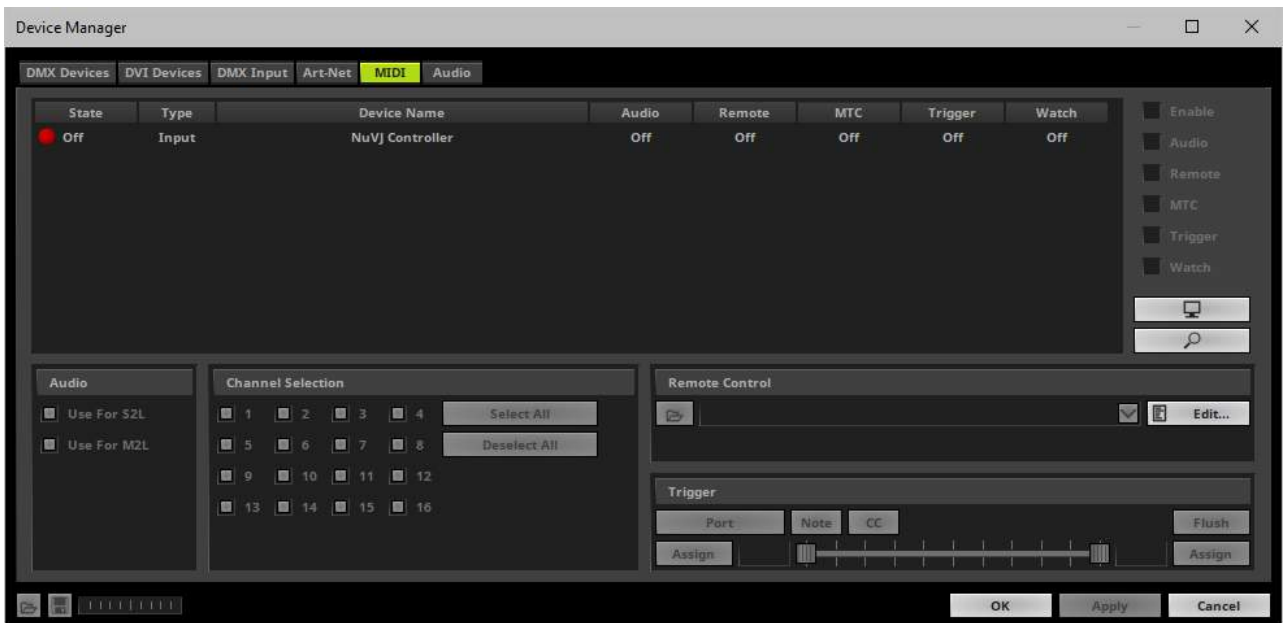 Device Manager
DMX Devices DVI Devices DMX Input Art-Net MIDI Audio
State Type Device Name Audio Remote MTC Trigger Watch
Off Input NuVJ Controller Off Off Off Off Off
Enable
Audio
Remote
MTC
Trigger
Watch
Audio
Use For S2L
Use For M2L
Channel Selection
1 2 3 4 Select All
5 6 7 8 Deselect All
9 10 11 12
13 14 15 16
Remote Control
Edit...
Trigger
Port Note CC Flush
Assign Assign
OK Apply Cancel